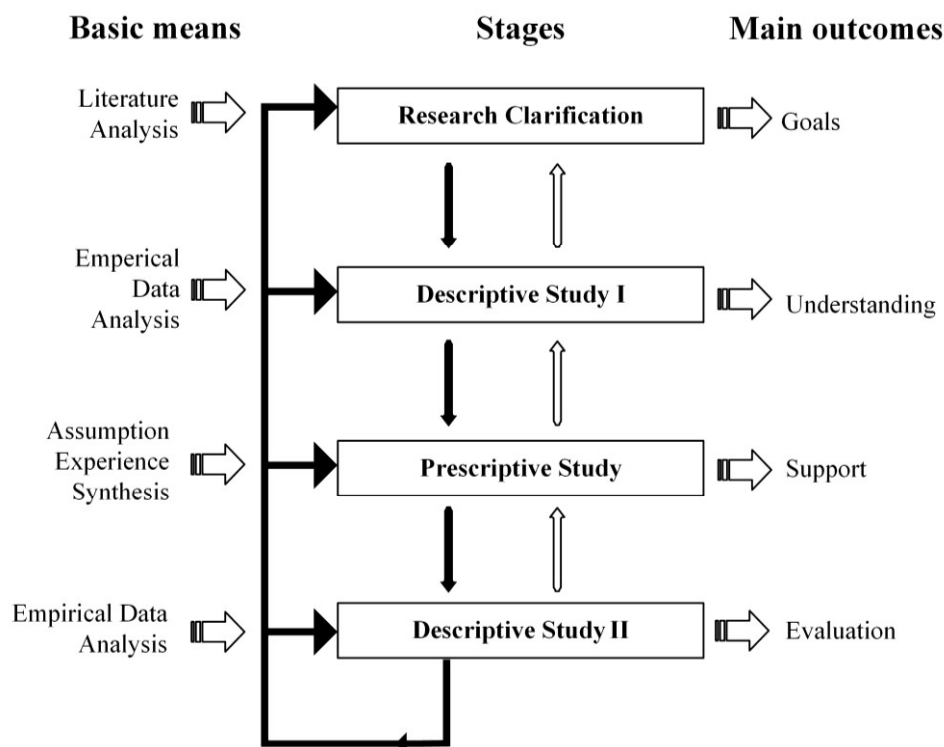 Basic means
Stages
Main outcomes
Literature
Analysis
Research Clarification
Goals
Emperical
Data
Analysis
Descriptive Study I
Understanding
Assumption
Experience
Synthesis
Prescriptive Study
Support
Empirical Data
Analysis
Descriptive Study II
Evaluation